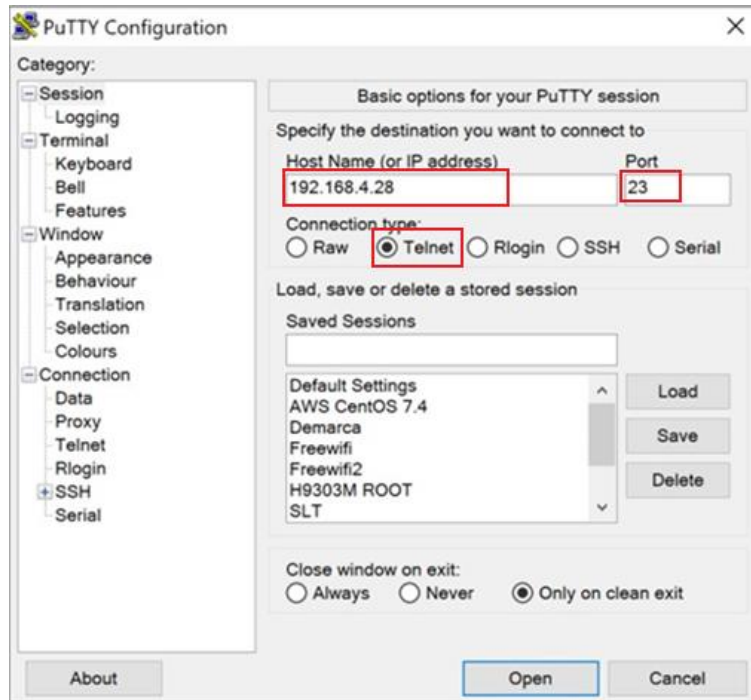 PuTTY Configuration
Category:
Session
Logging
Terminal
Keyboard
Bell
Features
Window
Appearance
Behaviour
Translation
Selection
Colours
Connection
Data
Proxy
Telnet
Rlogin
SSH
Serial
Basic options for your PuTTY session
Specify the destination you want to connect to
Host Name (or IP address) Port
192.168.4.28 23
Connection type:
Raw Telnet Rlogin SSH Serial
Load, save or delete a stored session
Saved Sessions
Default Settings
AWS CentOS 7.4
Demarca
Freewifi
Freewifi2
H9303M ROOT
SLT
Load
Save
Delete
Close window on exit:
Always Never Only on clean exit
About Open Cancel